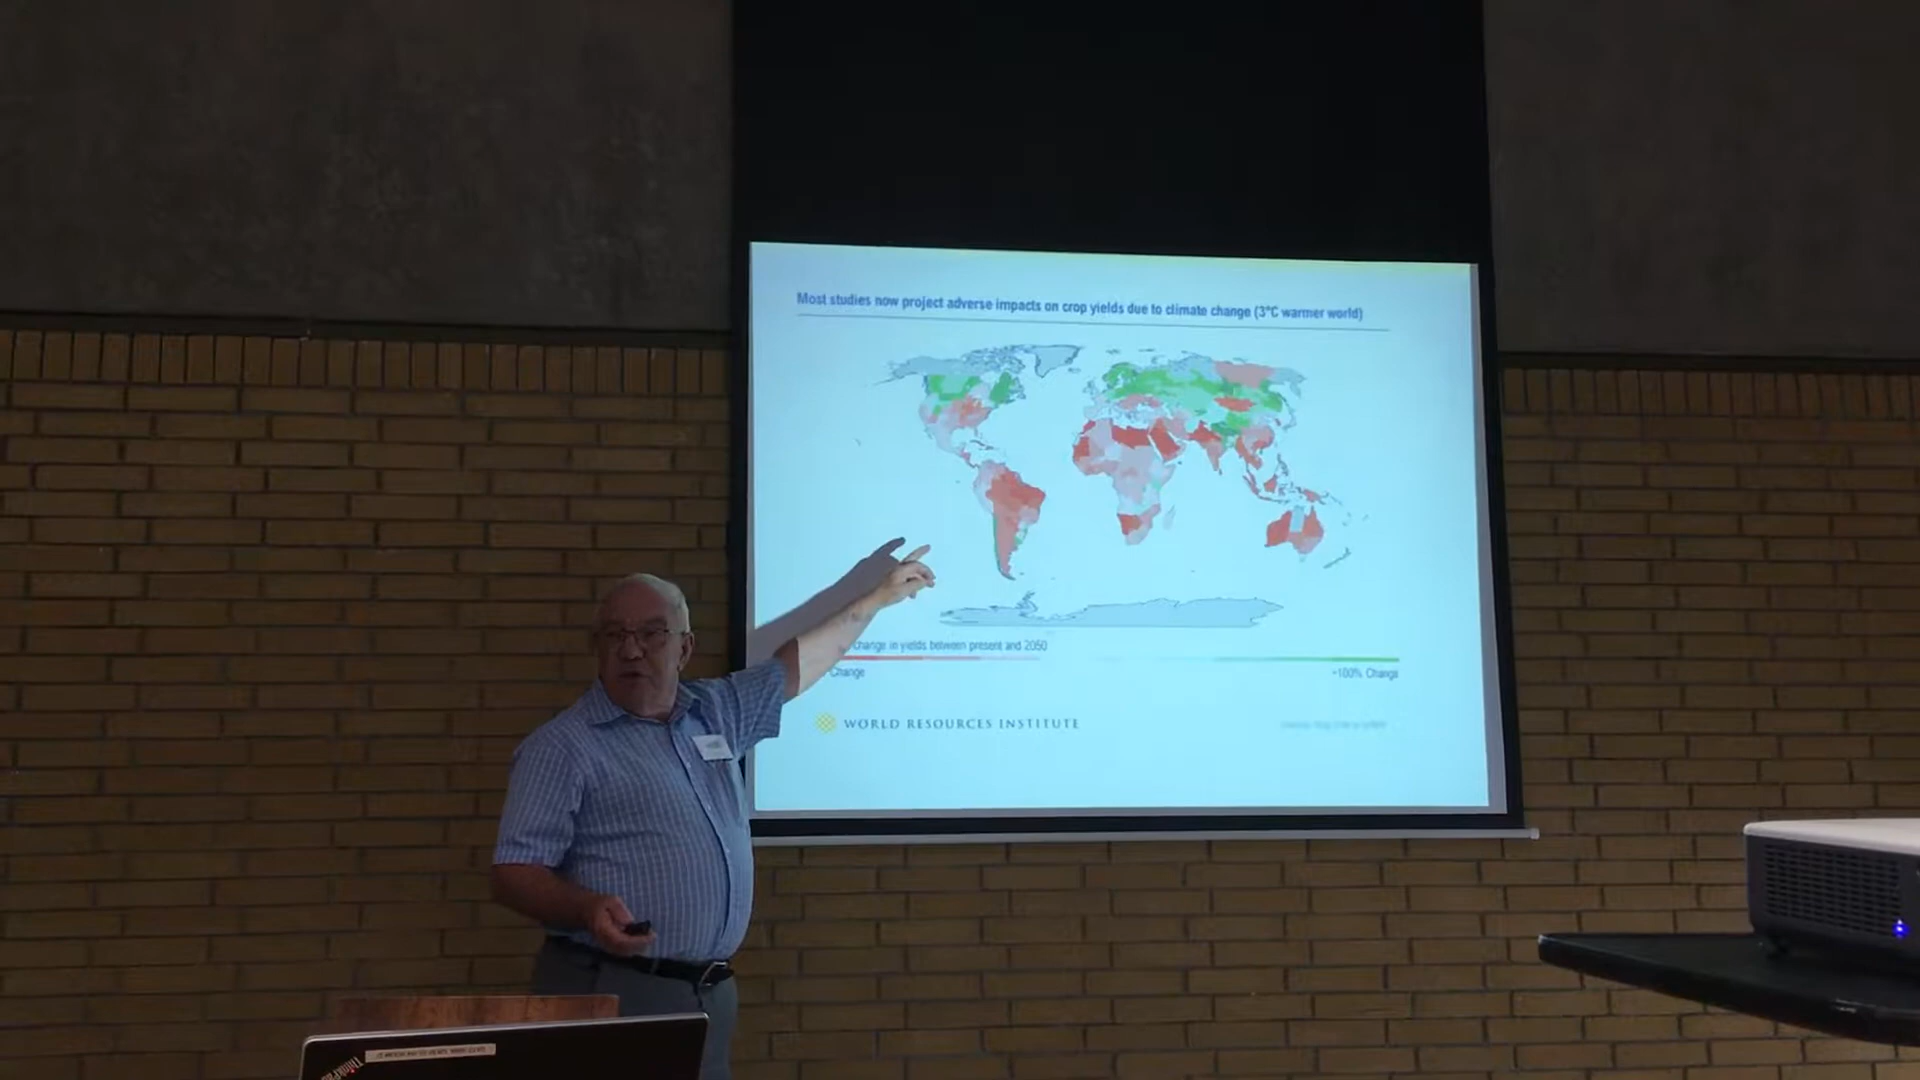 Most studies now project adverse impacts on crop yields due to climate change (3°C warmer world)
change in yields between present and 2050
Change
+100% Change
WORLD RESOURCES INSTITUTE
ThinkPad